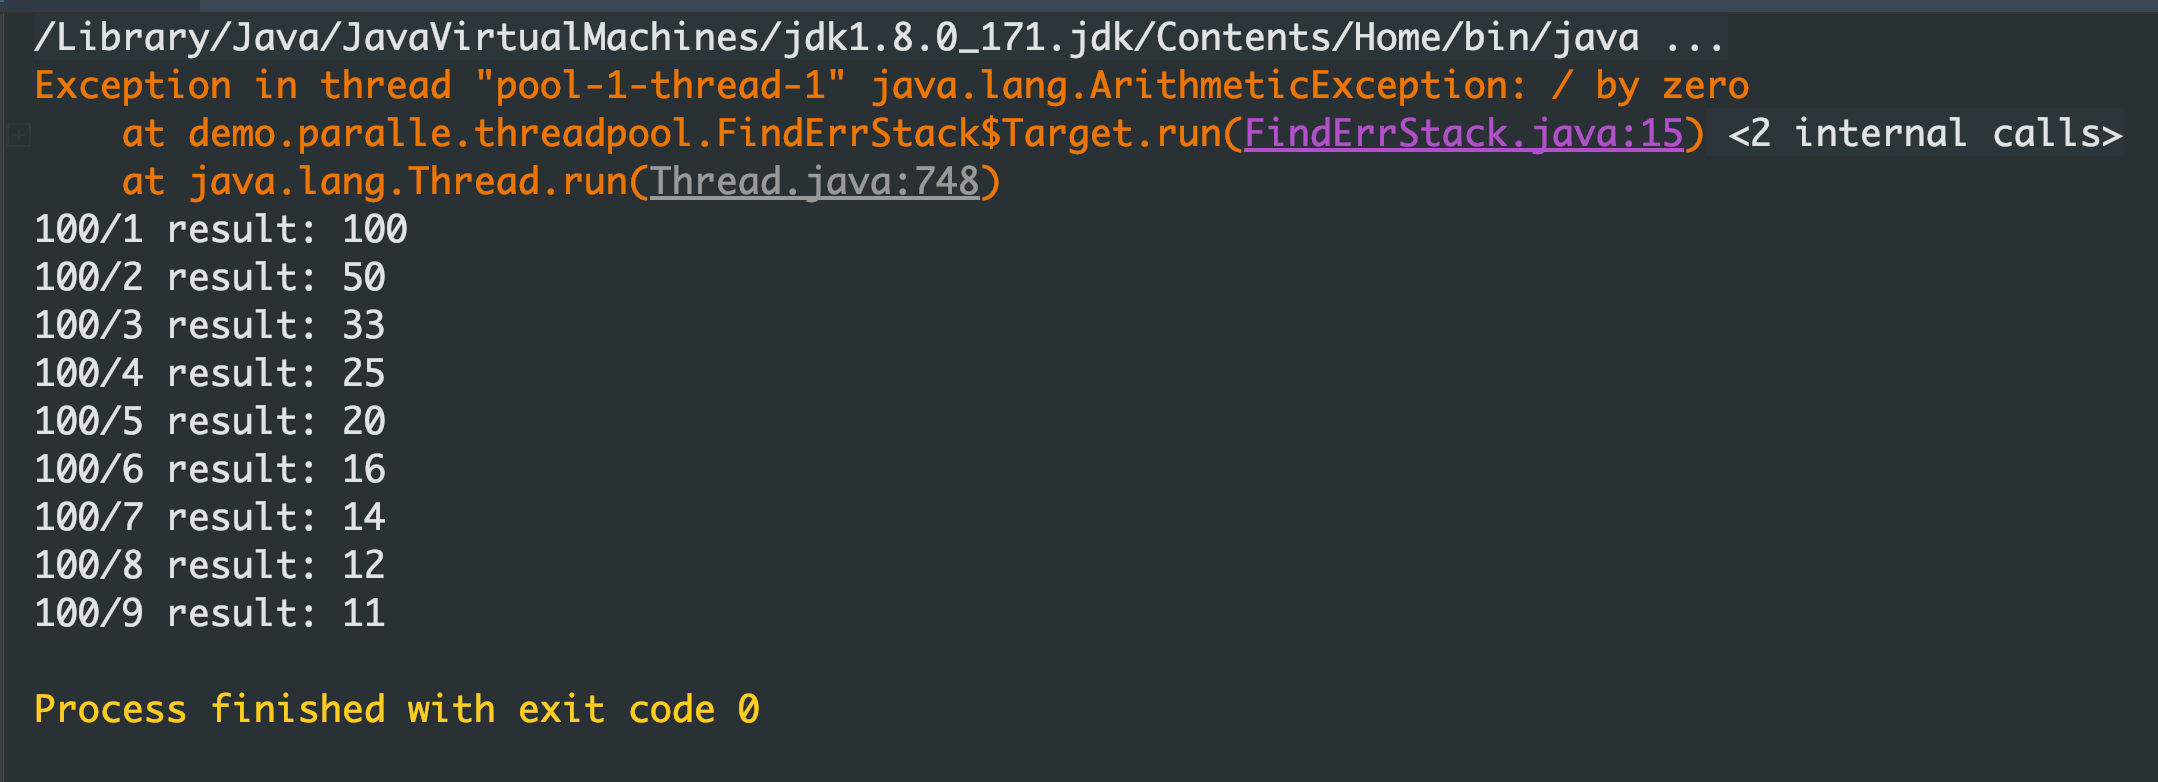 /Library/Java/JavaVirtualMachines/jdk1.8.0_171.jdk/Contents/Home/bin/java ...
Exception in thread "pool-1-thread-1" java.lang.ArithmeticException: / by zero
    at demo.paralle.threadpool.FindErrStack$Target.run(FindErrStack.java:15) <2 internal calls>
    at java.lang.Thread.run(Thread.java:748)
100/1 result: 100
100/2 result: 50
100/3 result: 33
100/4 result: 25
100/5 result: 20
100/6 result: 16
100/7 result: 14
100/8 result: 12
100/9 result: 11
Process finished with exit code 0